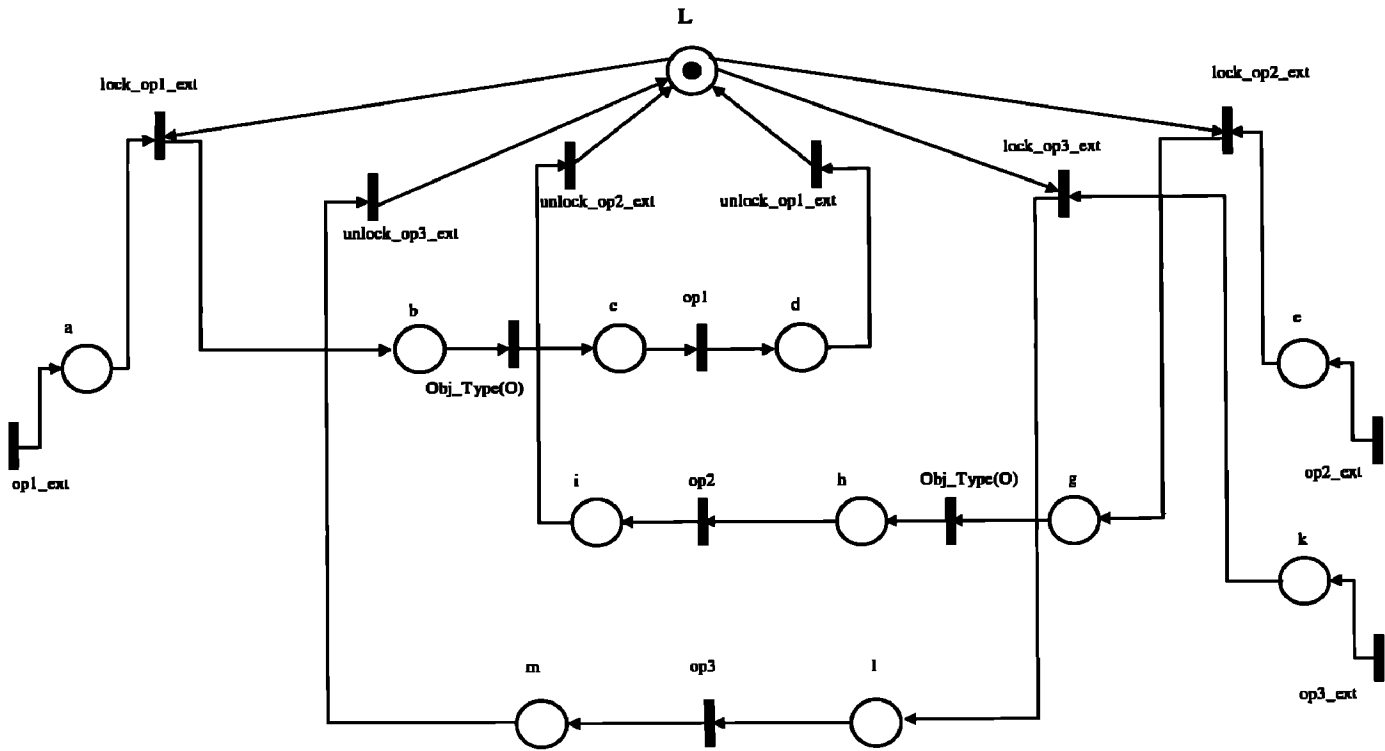 L
lock_op1_ext
lock_op2_ext
lock_op3_ext
unlock_op2_ext
unlock_op1_ext
unlock_op3_ext
a
b
c
op1
d
e
Obj_Type(O)
op1_ext
i
op2
h
Obj_Type(O)
g
op2_ext
k
m
op3
l
op3_ext